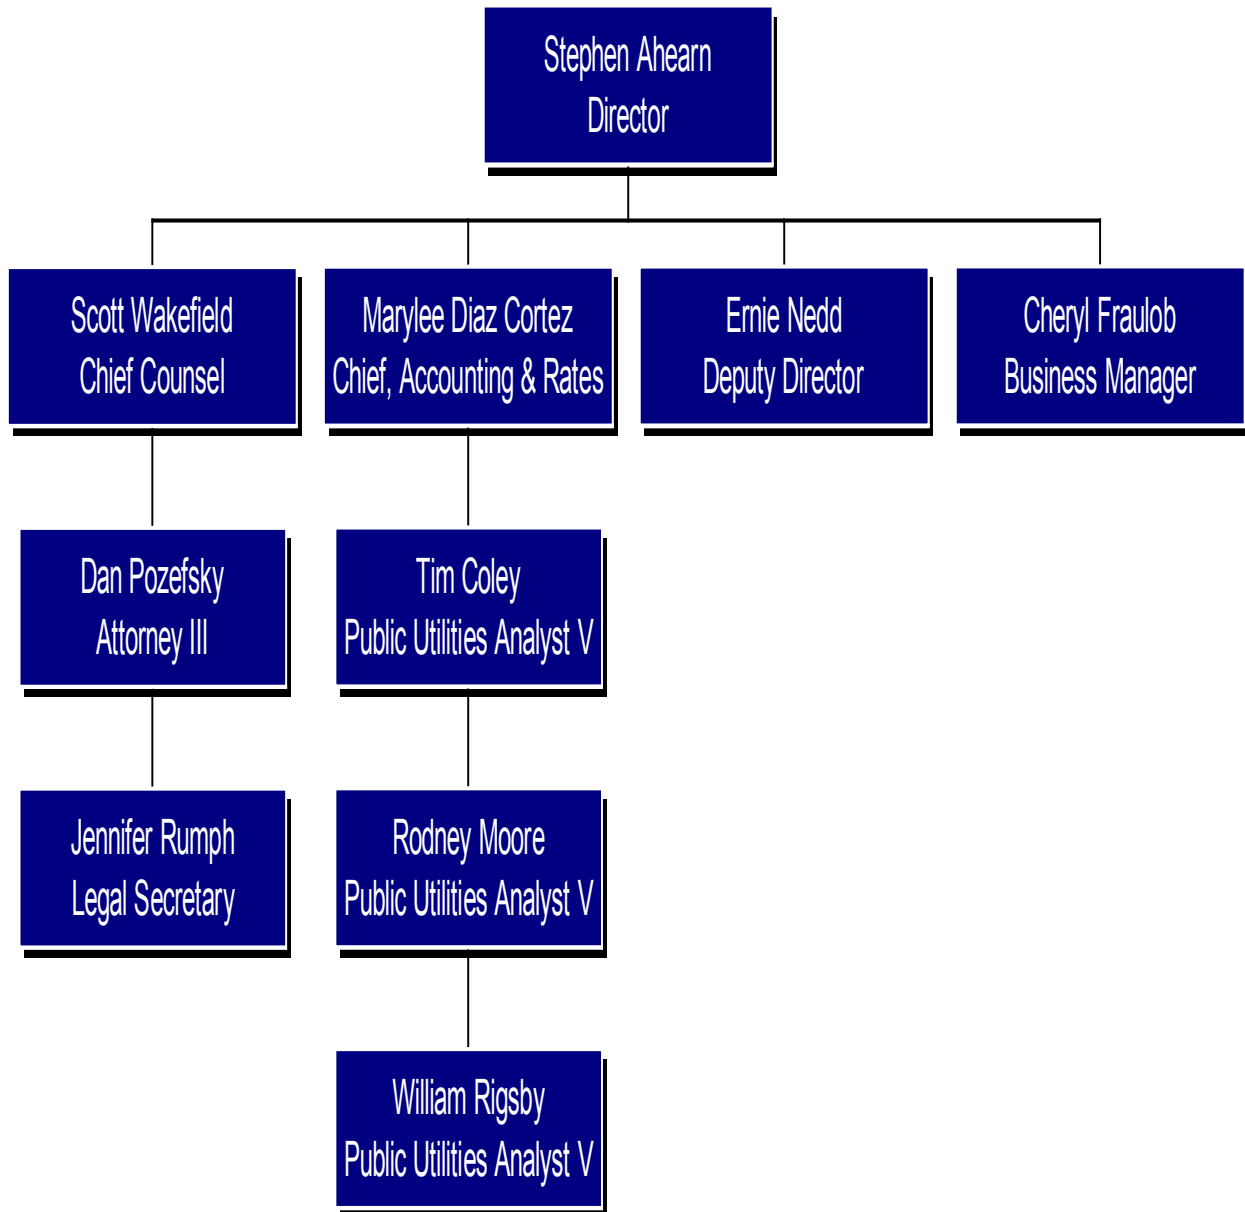 Stephen Ahearn
Director
Scott Wakefield
Chief Counsel
Marylee Diaz Cortez
Chief, Accounting & Rates
Ernie Nedd
Deputy Director
Cheryl Fraulob
Business Manager
Dan Pozefsky
Attorney III
Tim Coley
Public Utilities Analyst V
Jennifer Rumph
Legal Secretary
Rodney Moore
Public Utilities Analyst V
William Rigsby
Public Utilities Analyst V